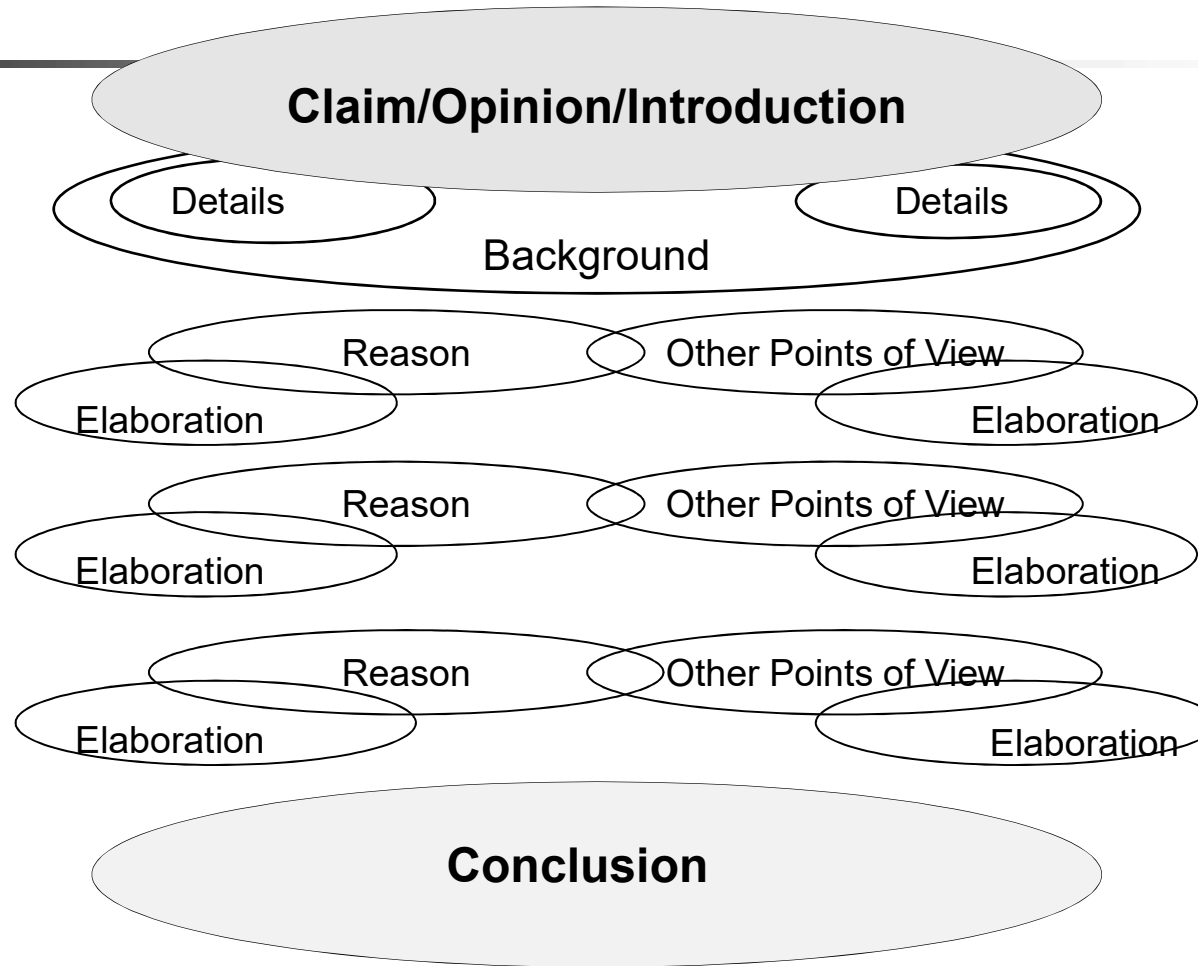 Claim/Opinion/Introduction
Details Details
Background
Reason Other Points of View
Elaboration Elaboration
Reason Other Points of View
Elaboration Elaboration
Reason Other Points of View
Elaboration Elaboration
Conclusion